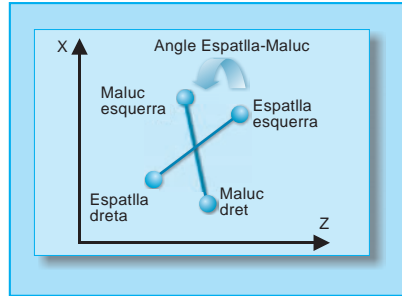 X
Angle Espatlla-Maluc
Maluc
esquerra
Espatlla
esquerra
Espatlla
dreta
Maluc
dret
Z